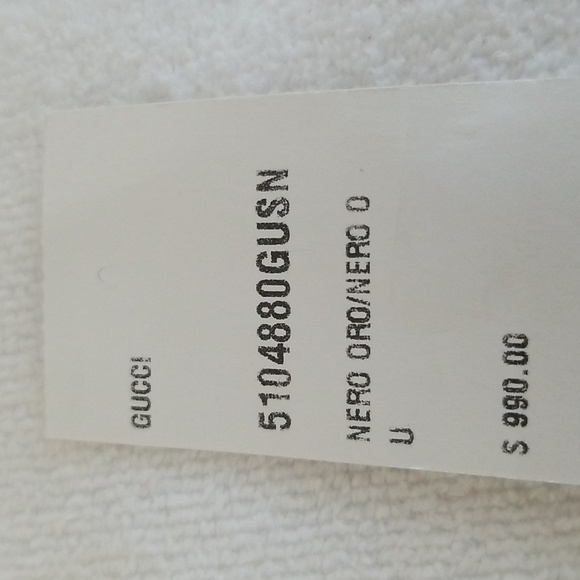 GUCCI
5104880GUSN
NERO ORO/NERO O
U
$ 990.00